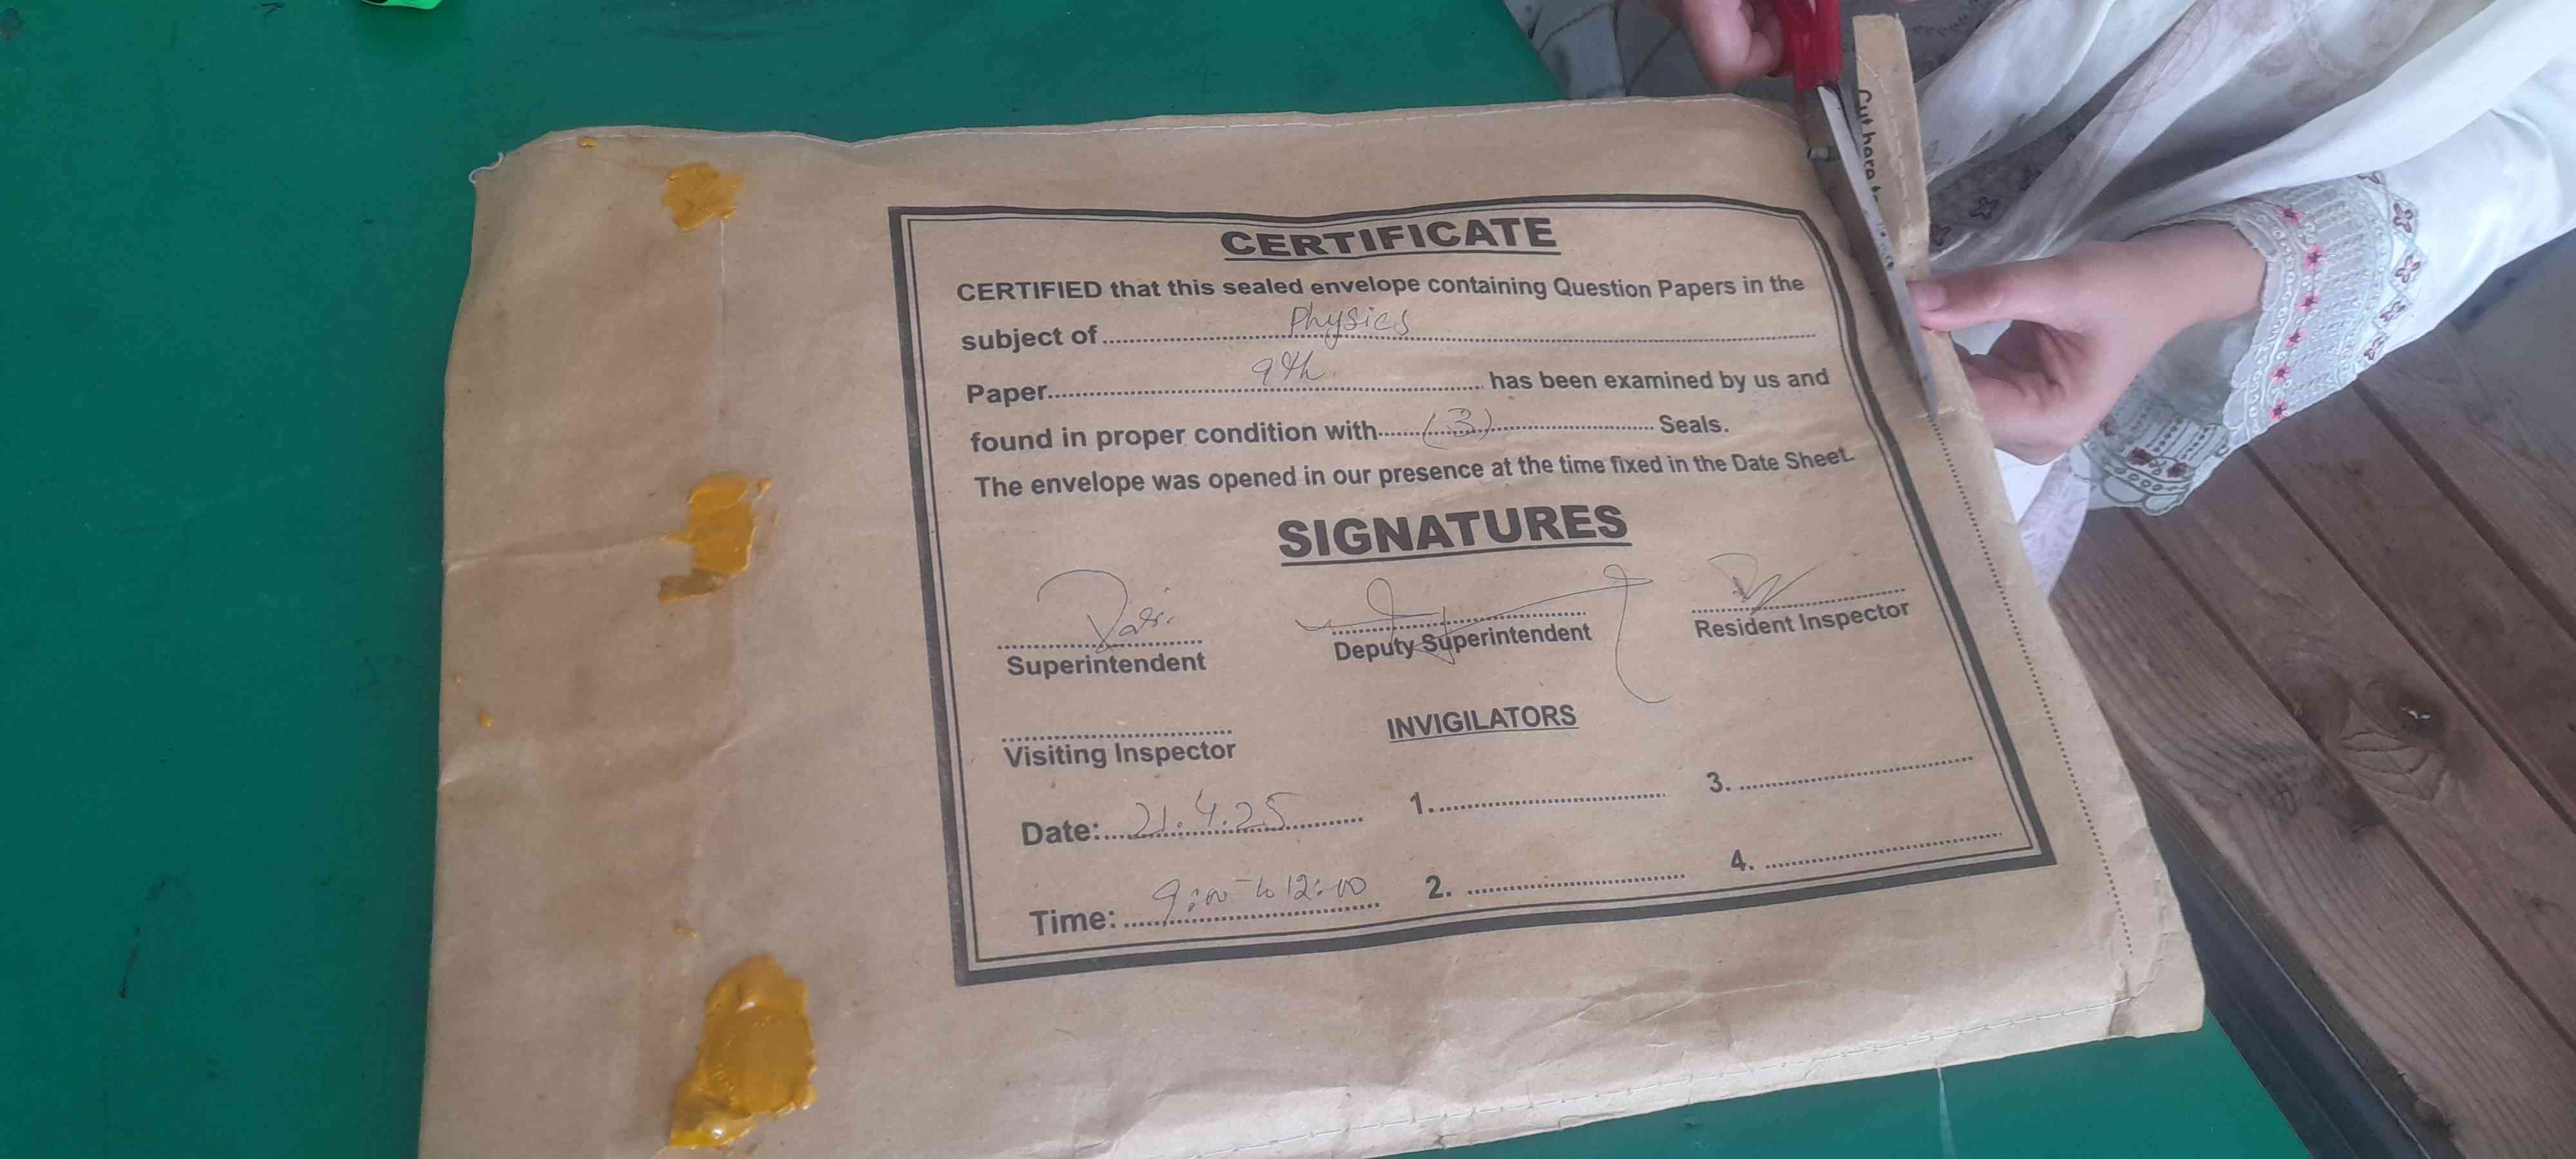 Cut here
CERTIFICATE
CERTIFIED that this sealed envelope containing Question Papers in the
subject of Physics
Paper 9th has been examined by us and
found in proper condition with (3) Seals.
The envelope was opened in our presence at the time fixed in the Date Sheet.
SIGNATURES
Superintendent Deputy Superintendent Resident Inspector
Visiting Inspector INVIGILATORS
Date: 21.4.25 1. 3.
Time: 9:00 to 12:00 2. 4.